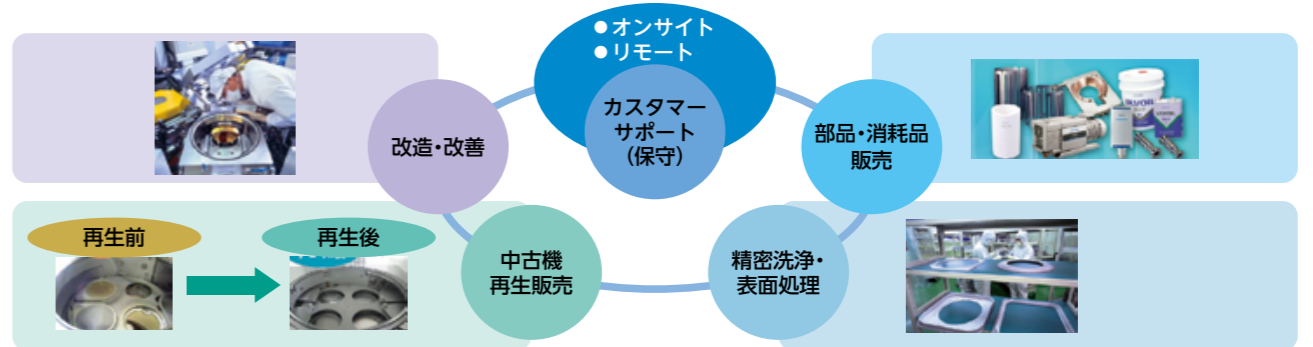 ●オンサイト
●リモート
カスタマー
サポート
（保守）
改造・改善
部品・消耗品
販売
再生前
再生後
中古機
再生販売
精密洗浄・
表面処理